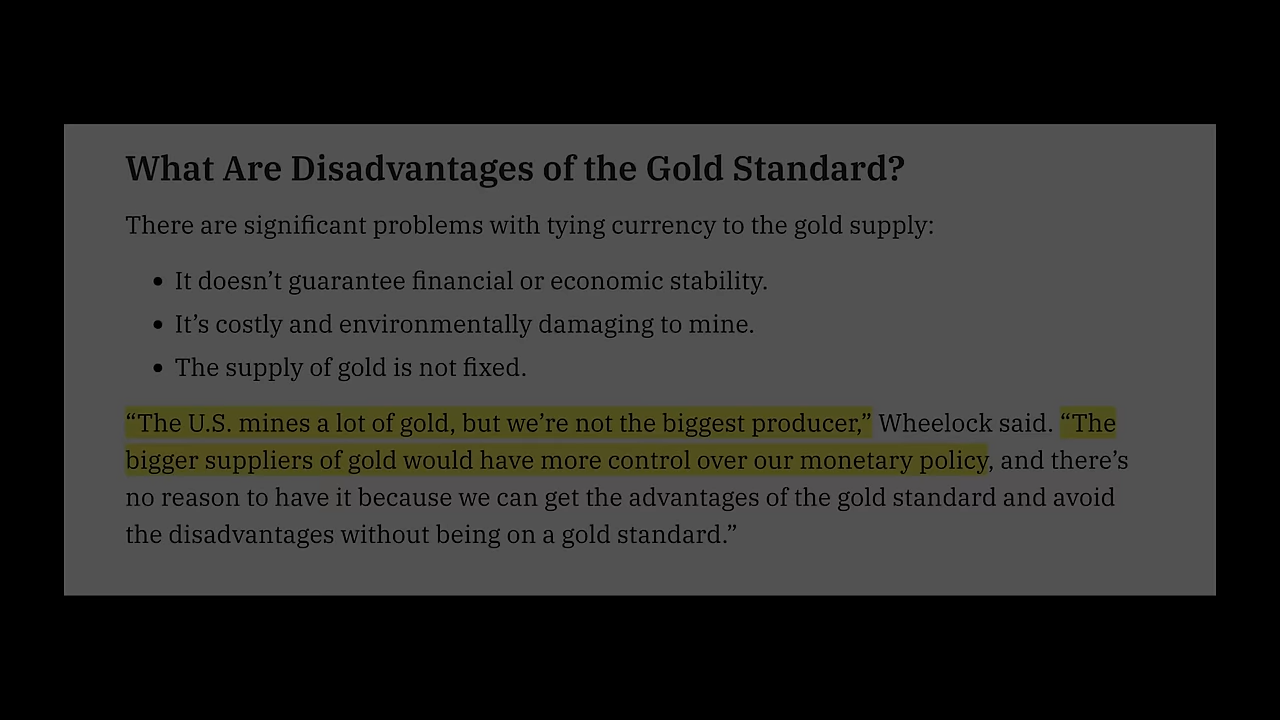 What Are Disadvantages of the Gold Standard?
There are significant problems with tying currency to the gold supply:
• It doesn’t guarantee financial or economic stability.
• It’s costly and environmentally damaging to mine.
• The supply of gold is not fixed.
“The U.S. mines a lot of gold, but we’re not the biggest producer,” Wheelock said. “The
bigger suppliers of gold would have more control over our monetary policy, and there’s
no reason to have it because we can get the advantages of the gold standard and avoid
the disadvantages without being on a gold standard.”